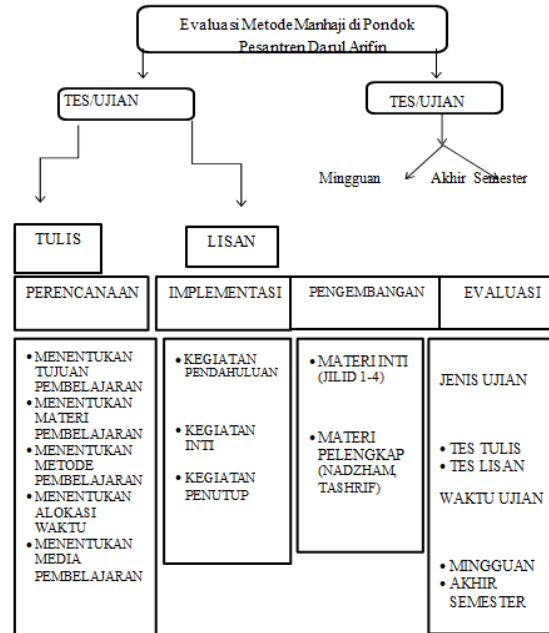 Evaluasi Metode Manhaji di Pondok
Pesantren Darul Arifin
TES/UJIAN
TES/UJIAN
Mingguan
Akhir Semester
TULIS
LISAN
PERENCANAAN
IMPLEMENTASI
PENGEMBANGAN
EVALUASI
• MENENTUKAN
TUJUAN
PEMBELAJARAN
• MENENTUKAN
MATERI
PEMBELAJARAN
• MENENTUKAN
METODE
PEMBELAJARAN
• MENENTUKAN
ALOKASI
WAKTU
• MENENTUKAN
MEDIA
PEMBELAJARAN
• KEGIATAN
PENDAHULUAN
• KEGIATAN
INTI
• KEGIATAN
PENUTUP
• MATERI INTI
(JILID 1-4)
• MATERI
PELENGKAP
(NADZHAM,
TASHRIF)
JENIS UJIAN
• TES TULIS
• TES LISAN
WAKTU UJIAN
• MINGGUAN
• AKHIR
SEMESTER